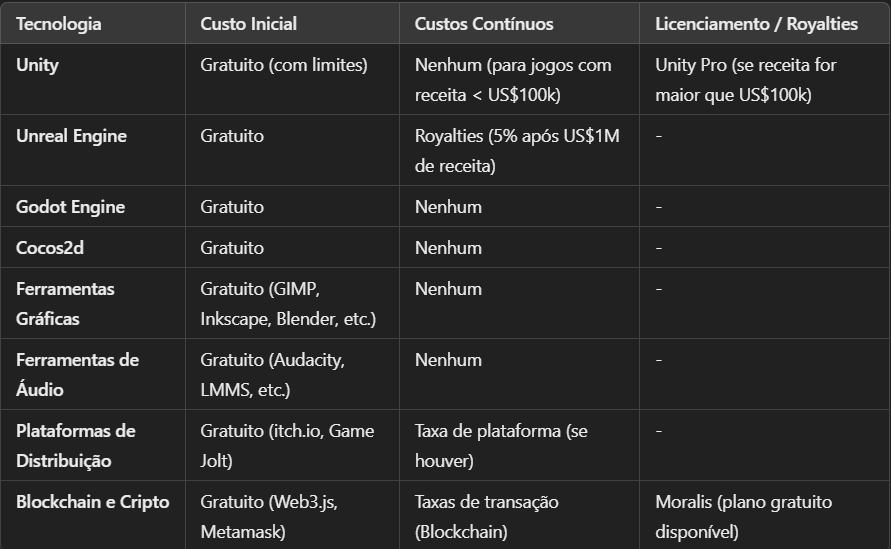 Tecnologia Custo Inicial Custos Contínuos Licenciamento / Royalties
Unity Gratuito (com limites) Nenhum (para jogos com Unity Pro (se receita for
receita < US$100k) maior que US$100k)
Unreal Engine Gratuito Royalties (5% após US$1M -
de receita)
Godot Engine Gratuito Nenhum -
Cocos2d Gratuito Nenhum -
Ferramentas Gratuito (GIMP, Nenhum -
Gráficas Inkscape, Blender, etc.)
Ferramentas de Gratuito (Audacity, Nenhum -
Áudio LMMS, etc.)
Plataformas de Gratuito (itch.io, Game Taxa de plataforma (se -
Distribuição Jolt) houver)
Blockchain e Cripto Gratuito (Web3.js, Taxas de transação Moralis (plano gratuito
Metamask) (Blockchain) disponível)